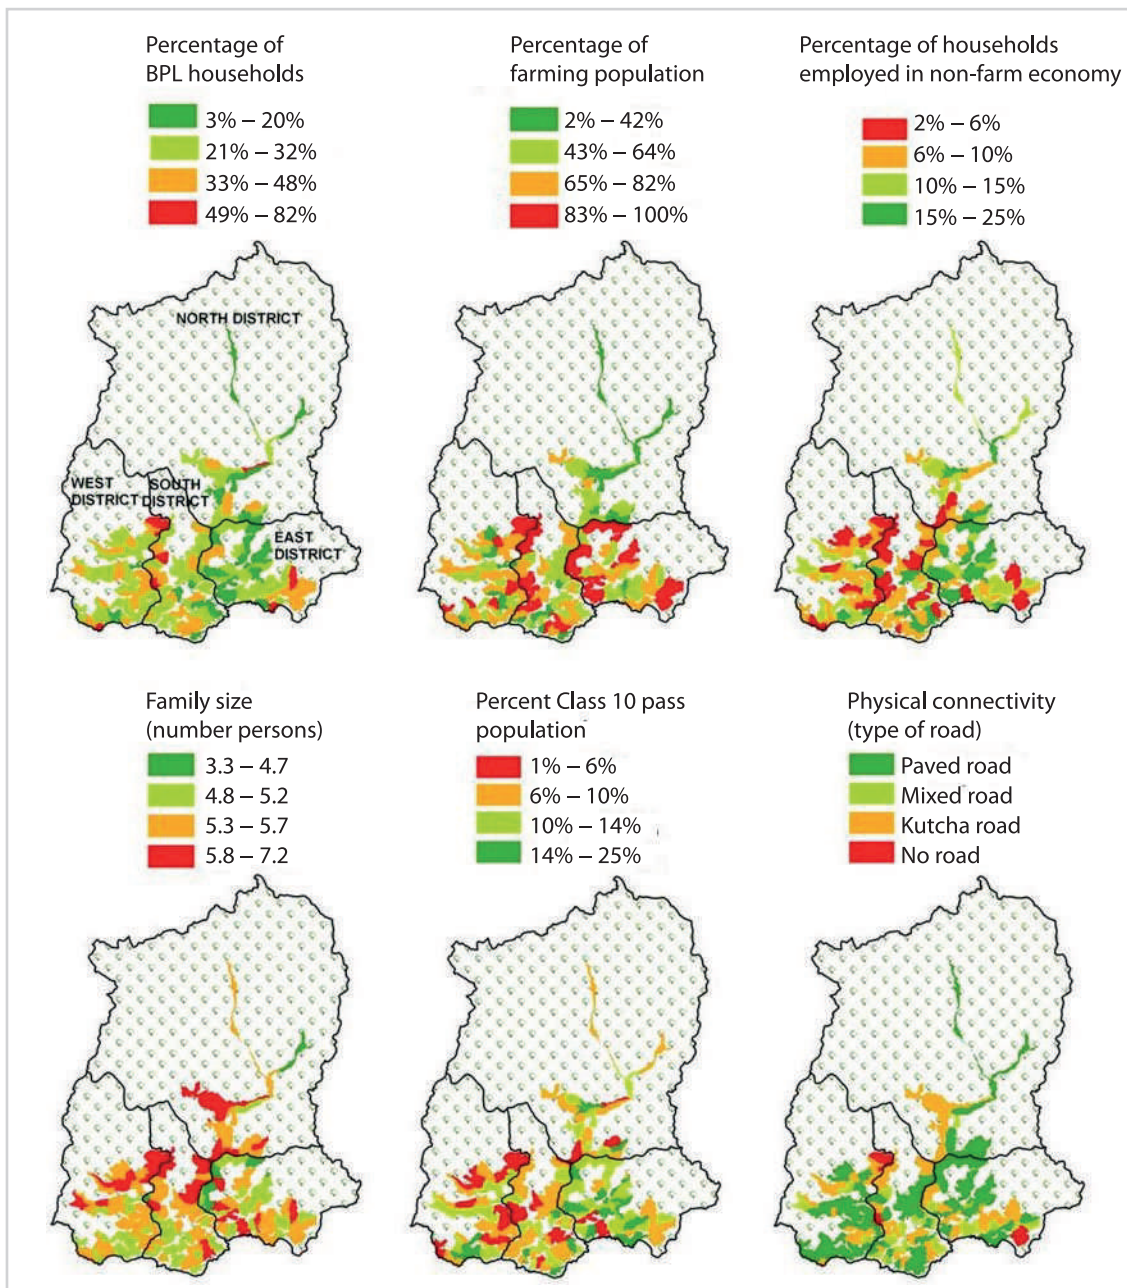 Percentage of
BPL households
3% – 20%
21% – 32%
33% – 48%
49% – 82%
Percentage of
farming population
2% – 42%
43% – 64%
65% – 82%
83% – 100%
Percentage of households
employed in non-farm economy
2% – 6%
6% – 10%
10% – 15%
15% – 25%
NORTH DISTRICT
WEST
DISTRICT
SOUTH
DISTRICT
EAST
DISTRICT
Family size
(number persons)
3.3 – 4.7
4.8 – 5.2
5.3 – 5.7
5.8 – 7.2
Percent Class 10 pass
population
1% – 6%
6% – 10%
10% – 14%
14% – 25%
Physical connectivity
(type of road)
Paved road
Mixed road
Kutcha road
No road